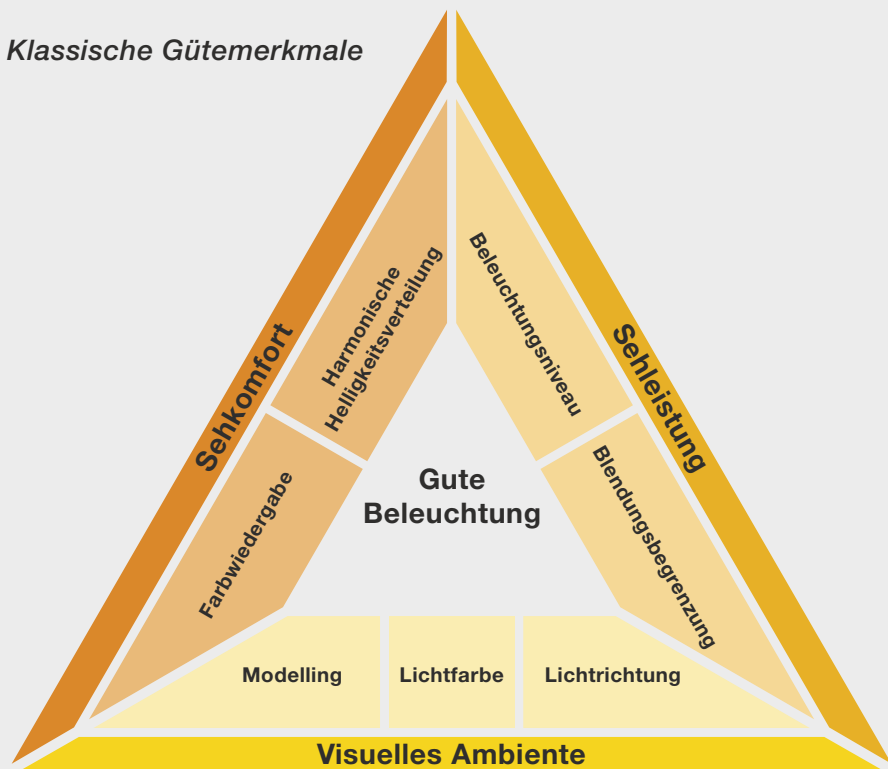 Klassische Gütemerkmale
Sehkomfort
Harmonische
Helligkeitsverteilung
Farbwiedergabe
Beleuchtungsniveau
Sehleistung
Blendungsbegrenzung
Gute
Beleuchtung
Modelling
Lichtfarbe
Lichtrichtung
Visuelles Ambiente